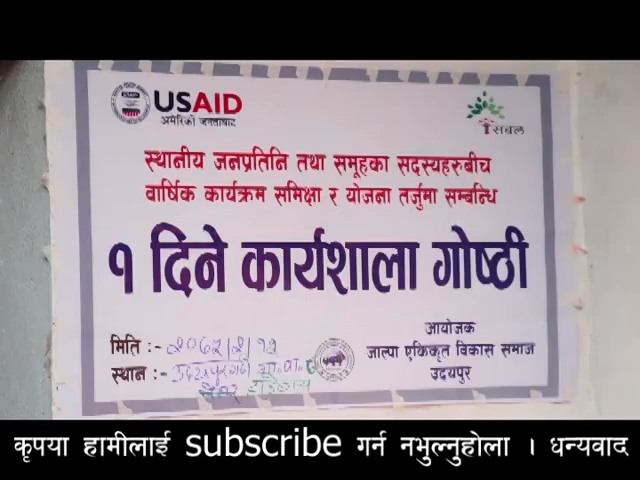 USAID
अमेरिकी जनताबाट
सबल
स्थानीय जनप्रतिनि तथा समूहका सदस्यहरुबीच
वार्षिक कार्यक्रम समिक्षा र योजना तर्जुमा सम्बन्धि
१ दिने कार्यशाला गोष्ठी
मिति :-
स्थान :-
आयोजक
जाल्पा एकिकृत विकास समाज
उदयपुर
कृपया हामीलाई subscribe गर्न नभुल्नुहोला । धन्यवाद